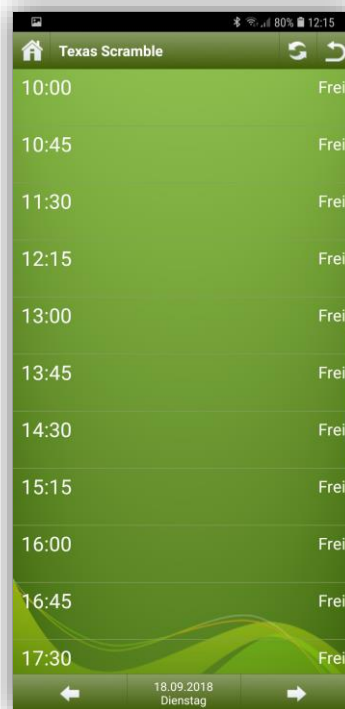 80% 12:15
Texas Scramble
10:00 Frei
10:45 Frei
11:30 Frei
12:15 Frei
13:00 Frei
13:45 Frei
14:30 Frei
15:15 Frei
16:00 Frei
16:45 Frei
17:30 Frei
18.09.2018
Dienstag